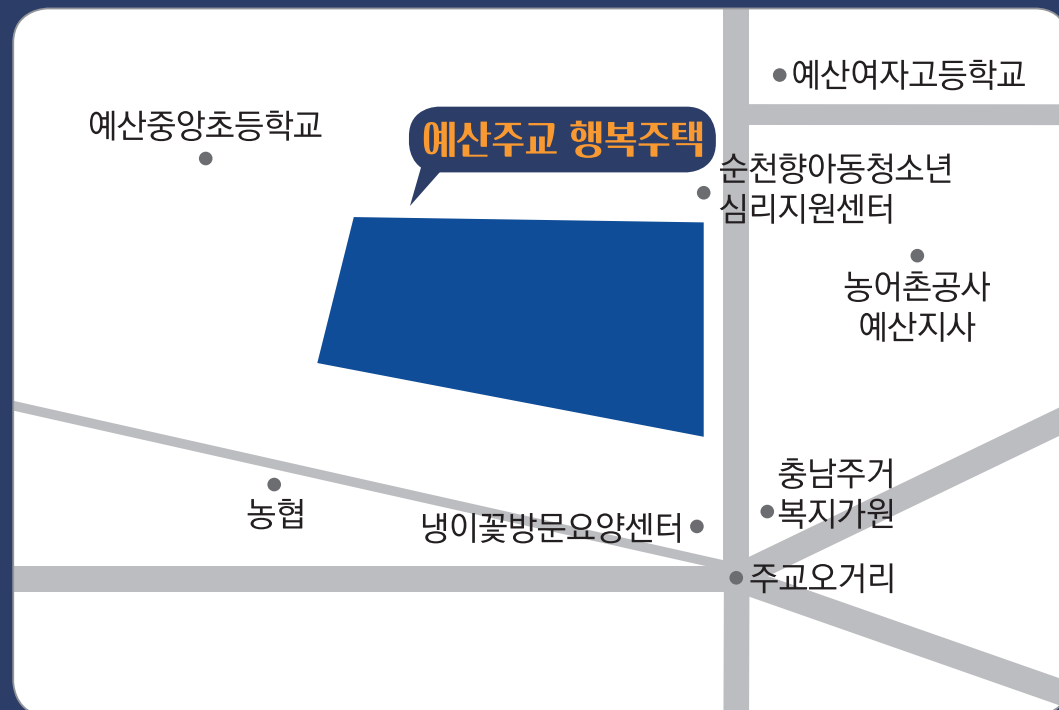 예산여자고등학교
예산중앙초등학교
예산주교 행복주택
순천향아동청소년
심리지원센터
농어촌공사
예산지사
충남주거
복지가원
농협
냉이꽃방문요양센터
주교오거리